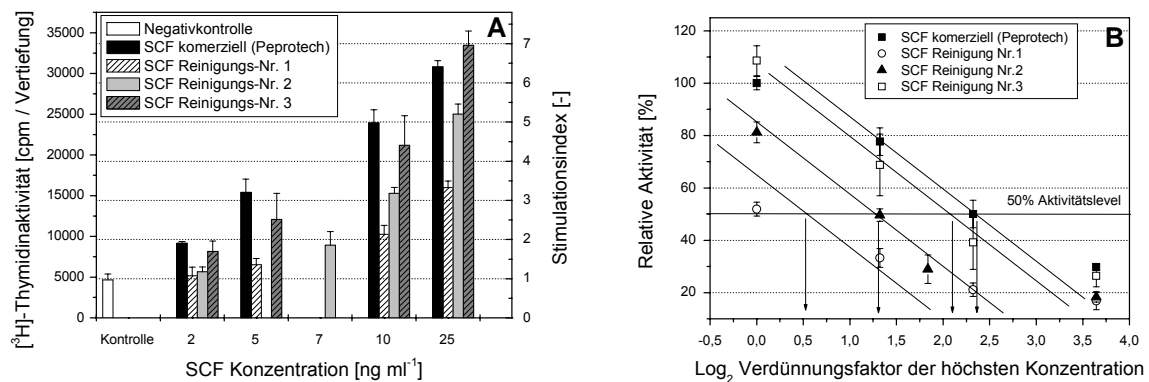 A
Negativkontrolle
SCF komerziell (Peprotech)
SCF Reinigungs-Nr. 1
SCF Reinigungs-Nr. 2
SCF Reinigungs-Nr. 3
[³H]-Thymidinaktivität [cpm / Vertiefung]
35000
30000
25000
20000
15000
10000
5000
0
7
6
5
4
3
2
1
0
Stimulationsindex [-]
Kontrolle 2 5 7 10 25
SCF Konzentration [ng ml⁻¹]
B
SCF komerziell (Peprotech)
SCF Reinigung Nr.1
SCF Reinigung Nr.2
SCF Reinigung Nr.3
Relative Aktivität [%]
120
100
80
60
40
20
50% Aktivitätslevel
-0,5 0,0 0,5 1,0 1,5 2,0 2,5 3,0 3,5 4,0
Log₂ Verdünnungsfaktor der höchsten Konzentration